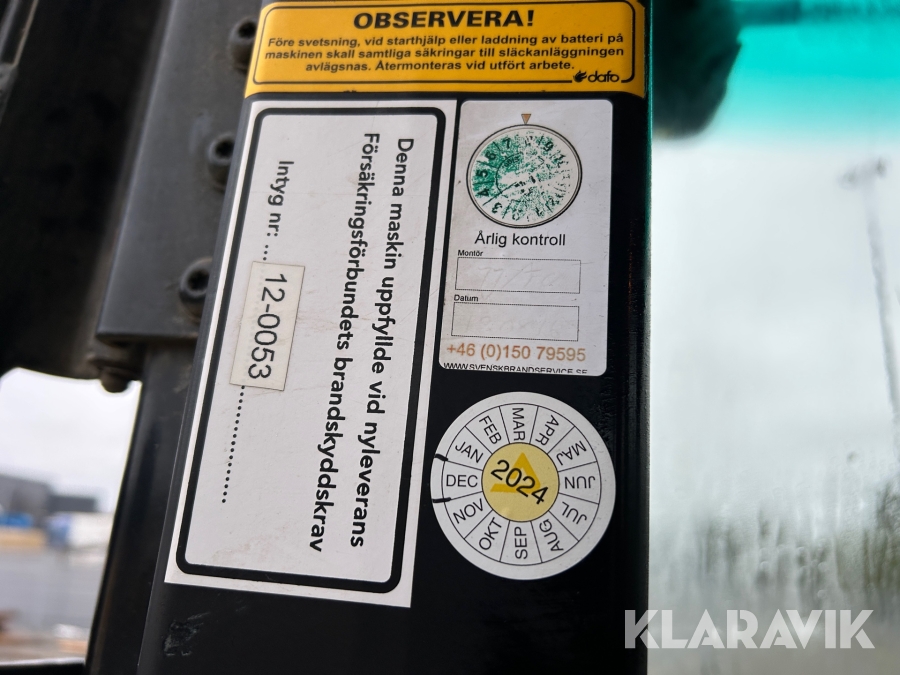 OBSERVERA!
Före svetsning, vid starthjälp eller laddning av batteri på
maskinen skall samtliga säkringar till släckanläggningen
avlägsnas. Återmonteras vid utfört arbete.
dafo
Denna maskin uppfyllde vid nyleverans
Försäkringsförbundets brandskyddskrav
Intyg nr: ... 12-0053 ................
Årlig kontroll
Montör
Datum
+46 (0)150 79595
WWW.SVENSKBRANDSERVICE.SE
JAN
FEB
MAR
APR
MAJ
JUN
JUL
AUG
SEP
OKT
NOV
DEC
2024
KLARAVIK